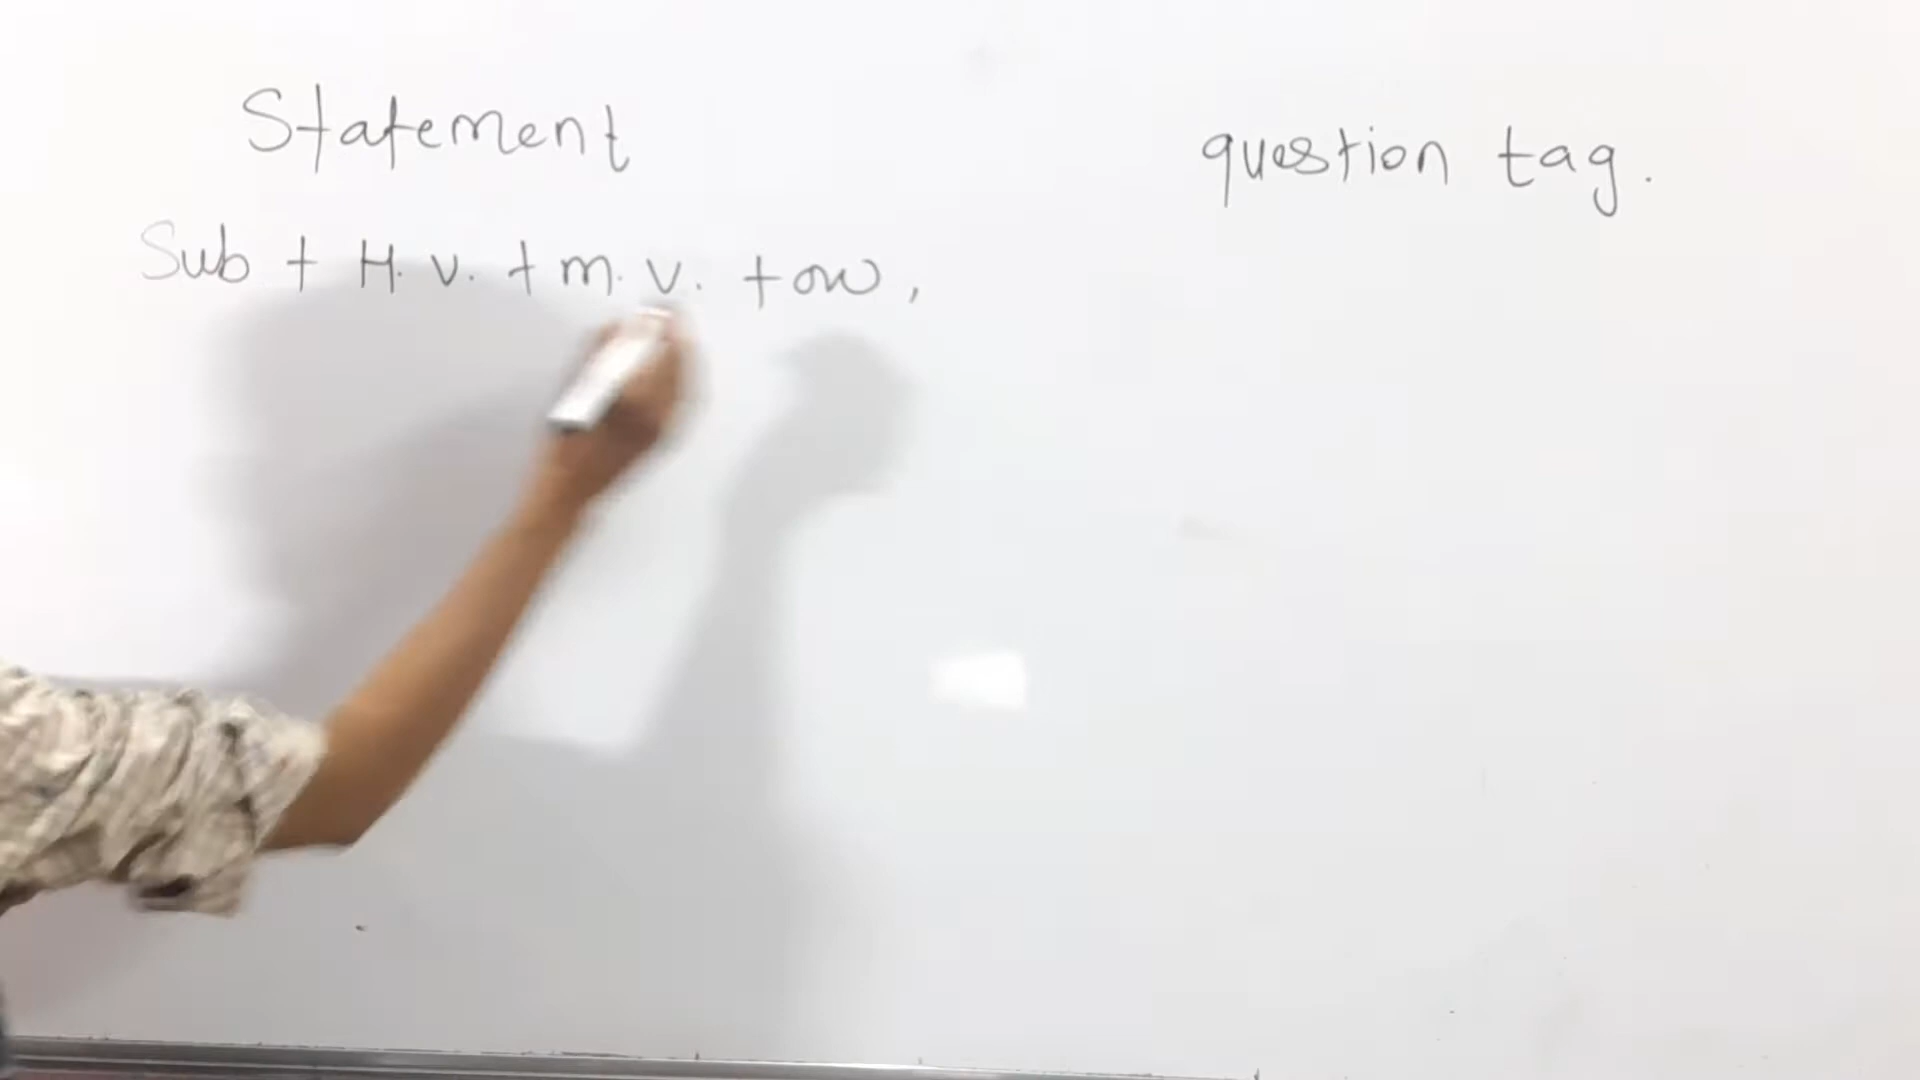 Statement
question tag.
Sub + H. v. + m. v. + ow,